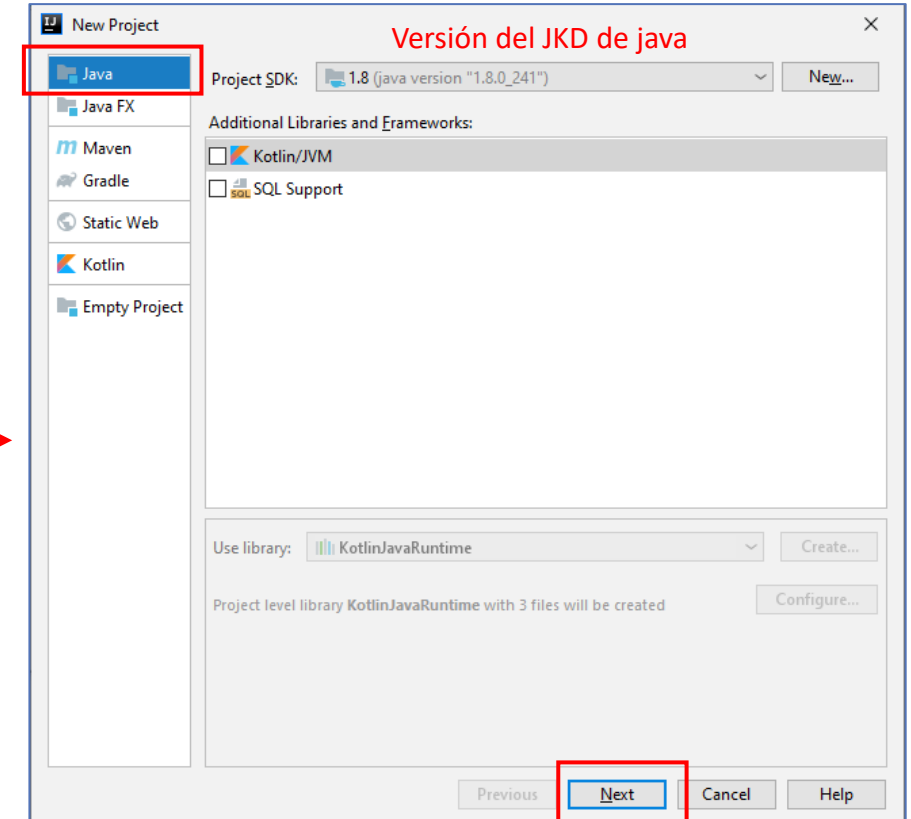 New Project
Versión del JKD de java
Java
Project SDK: 1.8 (java version "1.8.0_241") New...
Java FX
Additional Libraries and Frameworks:
Maven
Kotlin/JVM
Gradle
SQL Support
Static Web
Kotlin
Empty Project
Use library: KotlinJavaRuntime Create...
Project level library KotlinJavaRuntime with 3 files will be created Configure...
Previous Next Cancel Help